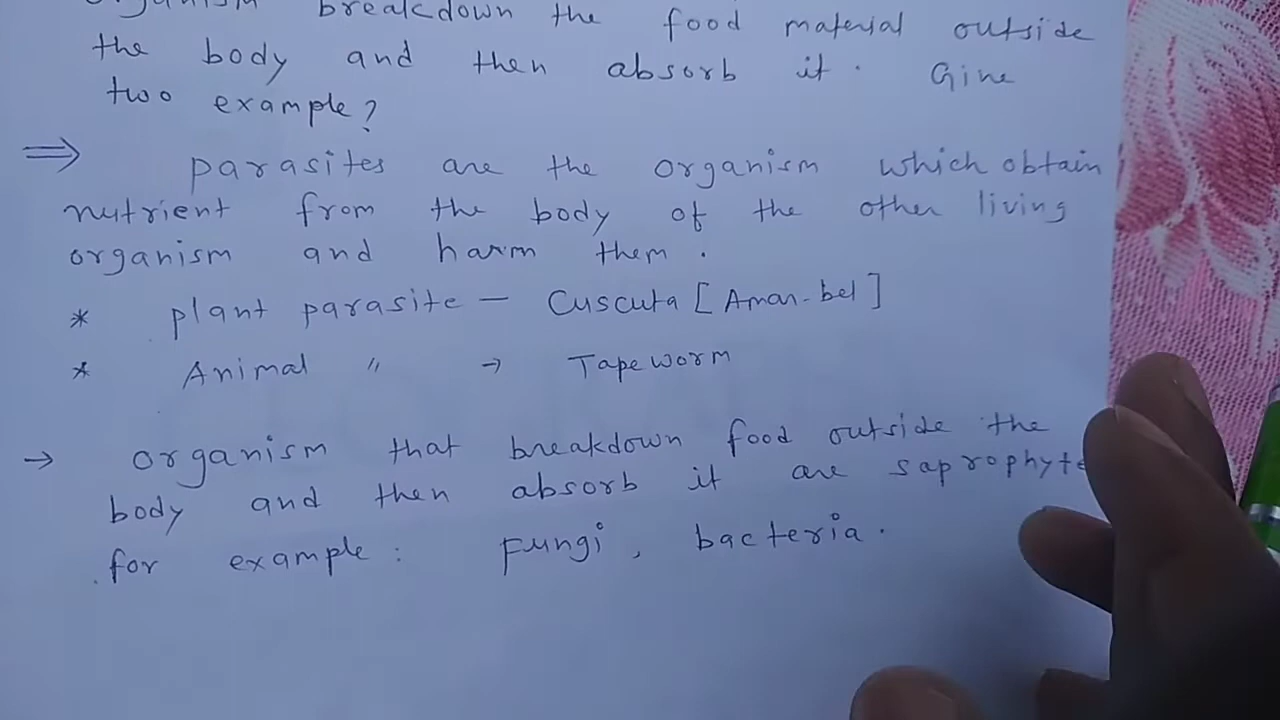 organism breakdown the food material outside
the body and then absorb it. Give
two example?
⇒ parasites are the organism which obtain
nutrient from the body of the other living
organism and harm them.
* plant parasite — Cuscuta [Amar-bel]
* Animal " → Tapeworm
→ organism that breakdown food outside the
body and then absorb it are saprophyte
for example: Fungi, bacteria.